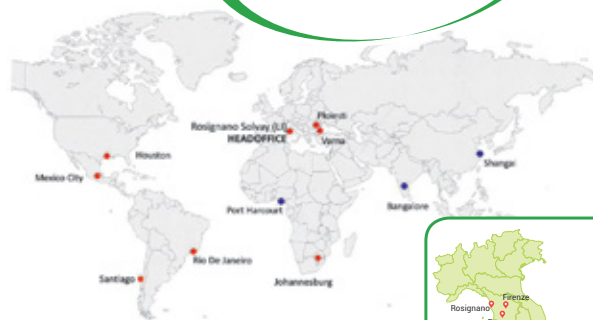 Ploiesti
Rosignano Solvay (LI)
HEADOFFICE
Varna
Houston
Shangai
Mexico City
Bangalore
Port Harcourt
Rio De Janeiro
Santiago
Johannesburg
Firenze
Rosignano